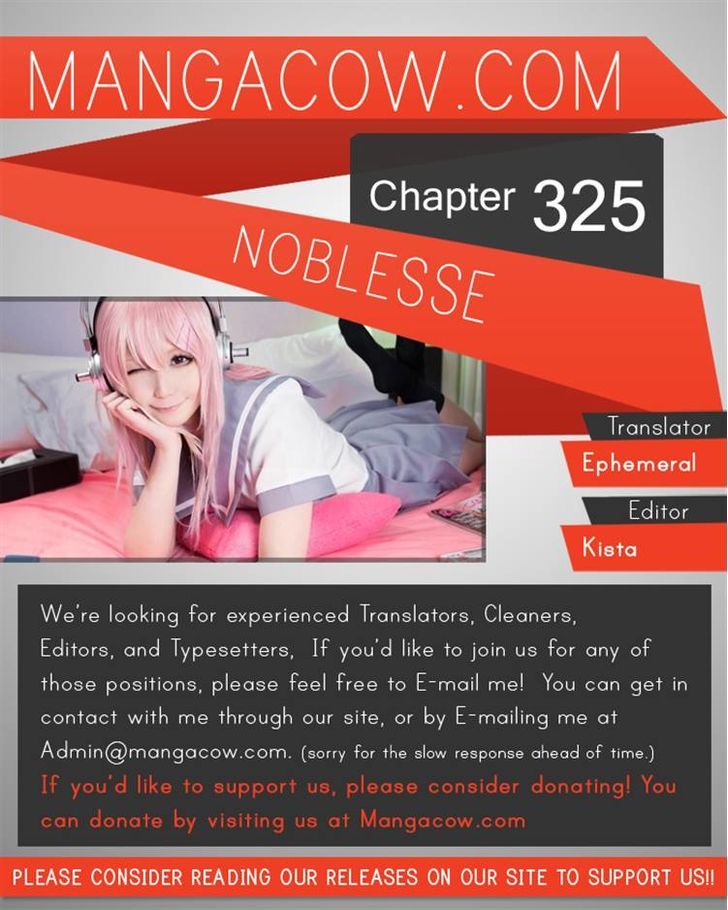 MANGACOW.COM
Chapter 325
NOBLESSE
Translator
Ephemeral
Editor
Kista
We're looking for experienced Translators, Cleaners,
Editors, and Typesetters,  If you'd like to join us for any of
those positions, please feel free to E-mail me!  You can get in
contact with me through our site, or by E-mailing me at
Admin@mangacow.com. (sorry for the slow response ahead of time.)
If you'd like to support us, please consider donating! You
can donate by visiting us at Mangacow.com
PLEASE CONSIDER READING OUR RELEASES ON OUR SITE TO SUPPORT US!!